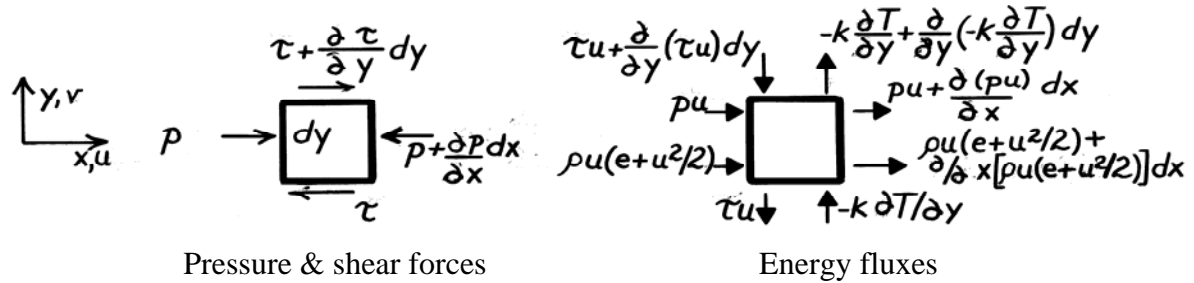 τ + ∂τ/∂y dy
y, v
x, u
p
dy
p + ∂p/∂x dx
τ
Pressure & shear forces
τu + ∂/∂y (τu) dy
-k ∂T/∂y + ∂/∂y (-k ∂T/∂y) dy
pu
pu + ∂(pu)/∂x dx
ρu(e+u²/2)
ρu(e+u²/2) +
∂/∂x[ρu(e+u²/2)]dx
τu
-k ∂T/∂y
Energy fluxes